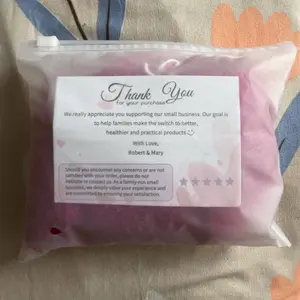 Thank You
for your purchase
We really appreciate you supporting our small business. Our goal is
to help families make the switch to better,
healthier and practical products
With Love,
Robert & Mary
Should you encounter any concerns or are not
satisfied with your order, please do not
hesitate to contact us. As a family-run small
business, we deeply value your experience and
are committed to ensuring your satisfaction.